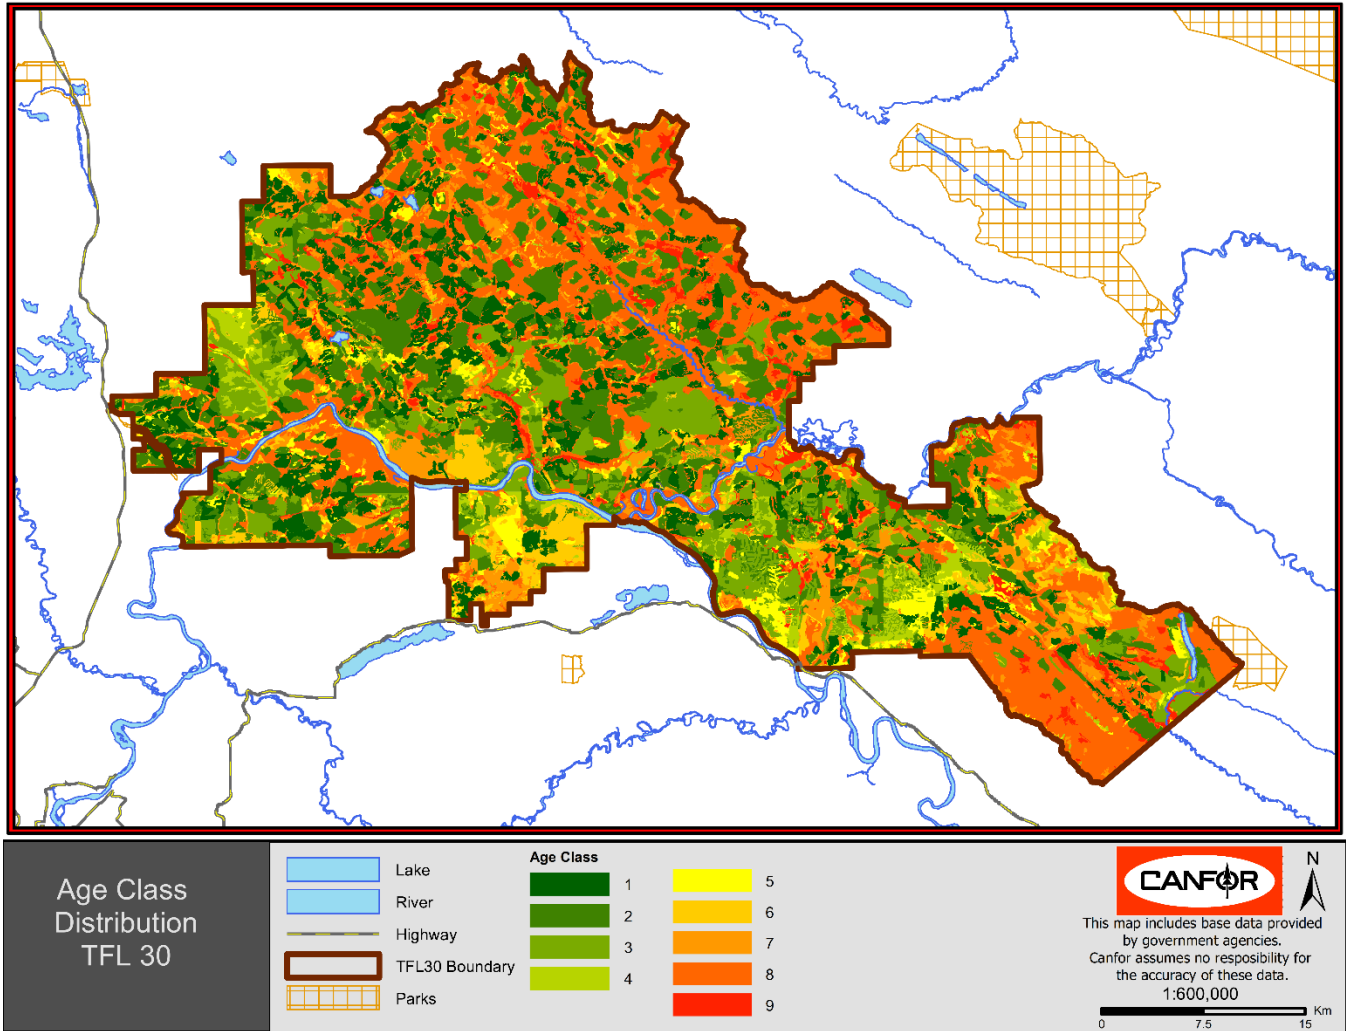 Age Class
Distribution
TFL 30
Lake
River
Highway
TFL30 Boundary
Parks
Age Class
1
2
3
4
5
6
7
8
9
CANFOR
N
This map includes base data provided
by government agencies.
Canfor assumes no resposibility for
the accuracy of these data.
1:600,000
Km
0 7.5 15